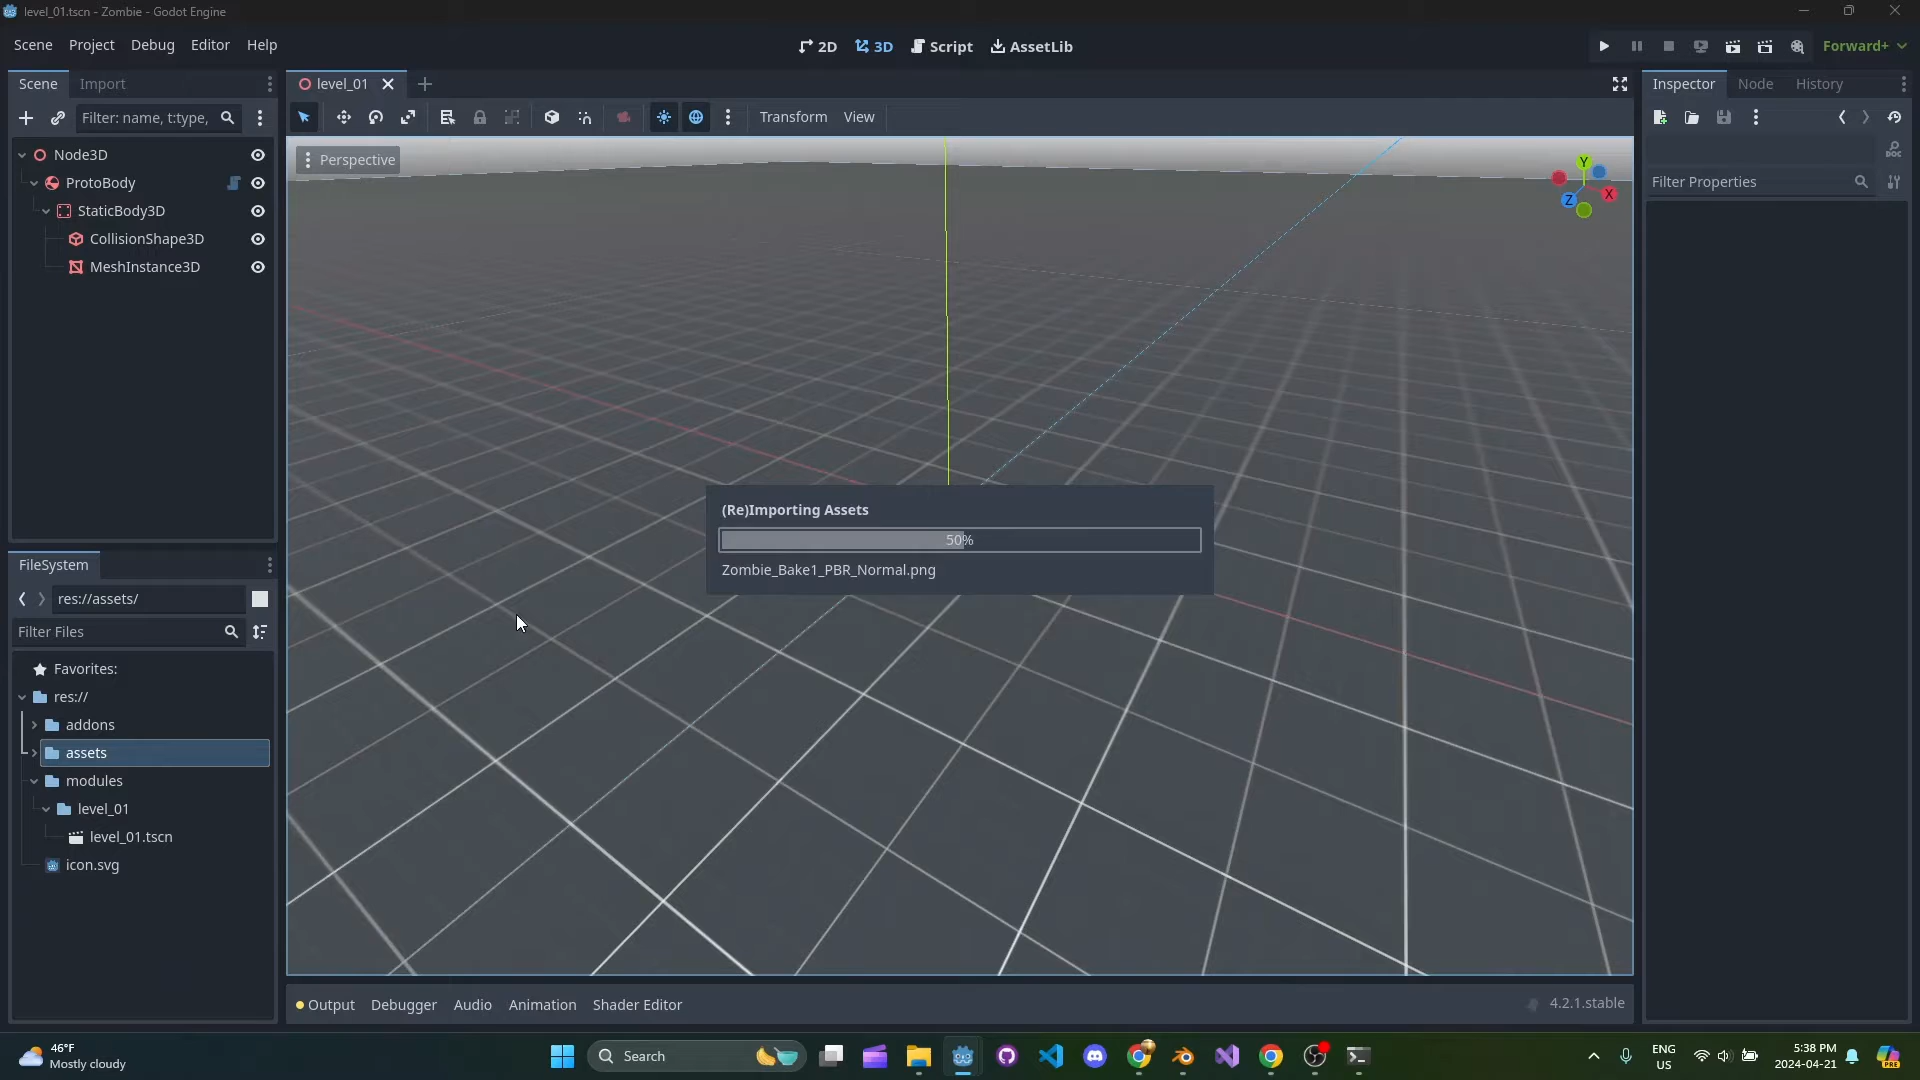 level_01.tscn - Zombie - Godot Engine
Scene Project Debug Editor Help
2D 3D Script AssetLib
Forward+
Scene Import
level_01
Inspector Node History
Filter: name, t:type,
Transform View
Node3D
Perspective
Y
X
Z
DOC
Filter Properties
ProtoBody
StaticBody3D
CollisionShape3D
MeshInstance3D
(Re)Importing Assets
50%
Zombie_Bake1_PBR_Normal.png
FileSystem
res://assets/
Filter Files
Favorites:
res://
addons
assets
modules
level_01
level_01.tscn
icon.svg
Output Debugger Audio Animation Shader Editor
4.2.1.stable
46°F
Mostly cloudy
Search
ENG
US
5:38 PM
2024-04-21
PRE